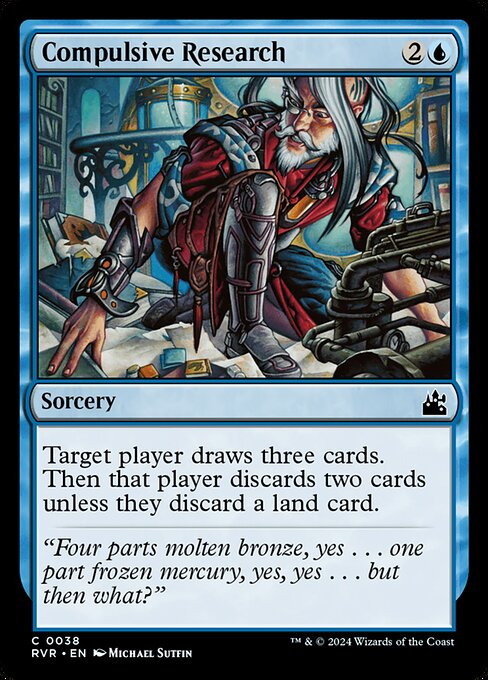 Compulsive Research 2
Sorcery
Target player draws three cards.
Then that player discards two cards
unless they discard a land card.
“Four parts molten bronze, yes . . . one
part frozen mercury, yes, yes . . . but
then what?”
C 0038
RVR • EN Michael Sutfin
™ & © 2024 Wizards of the Coast